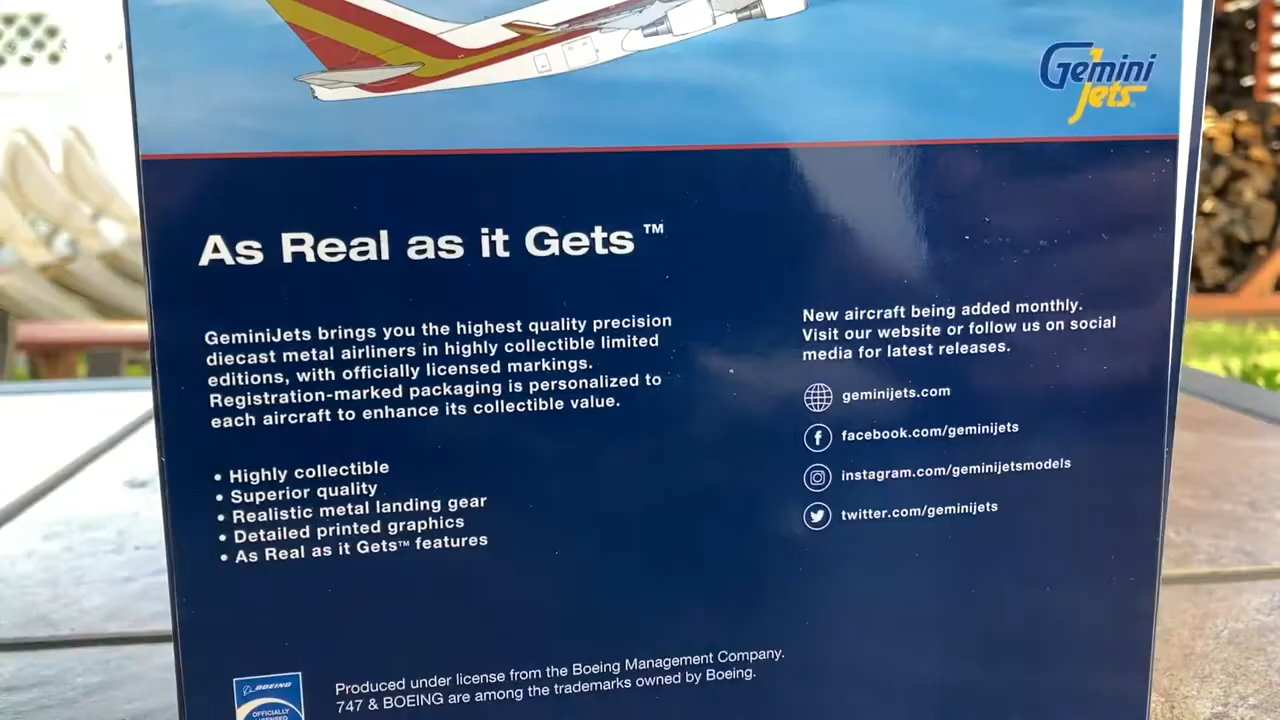 Gemini
Jets
As Real as it Gets™
GeminiJets brings you the highest quality precision
diecast metal airliners in highly collectible limited
editions, with officially licensed markings.
Registration-marked packaging is personalized to
each aircraft to enhance its collectible value.
• Highly collectible
• Superior quality
• Realistic metal landing gear
• Detailed printed graphics
• As Real as it Gets™ features
New aircraft being added monthly.
Visit our website or follow us on social
media for latest releases.
geminijets.com
facebook.com/geminijets
instagram.com/geminijetsmodels
twitter.com/geminijets
BOEING
OFFICIALLY
Produced under license from the Boeing Management Company.
747 & BOEING are among the trademarks owned by Boeing.